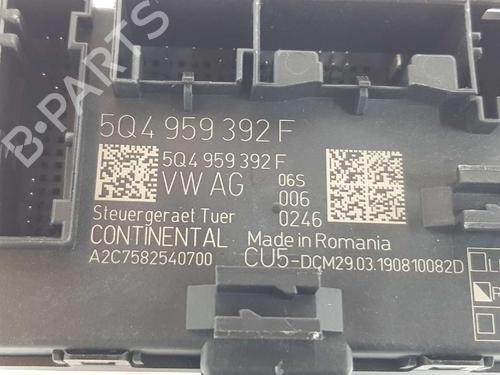 5Q4 959 392 F
5Q4 959 392 F
VW AG
06S
006
0246
Steuergeraet Tuer
CONTINENTAL
Made in Romania
A2C7582540700
CU5-DCM29.03.190810082D
L
R
B-PARTS